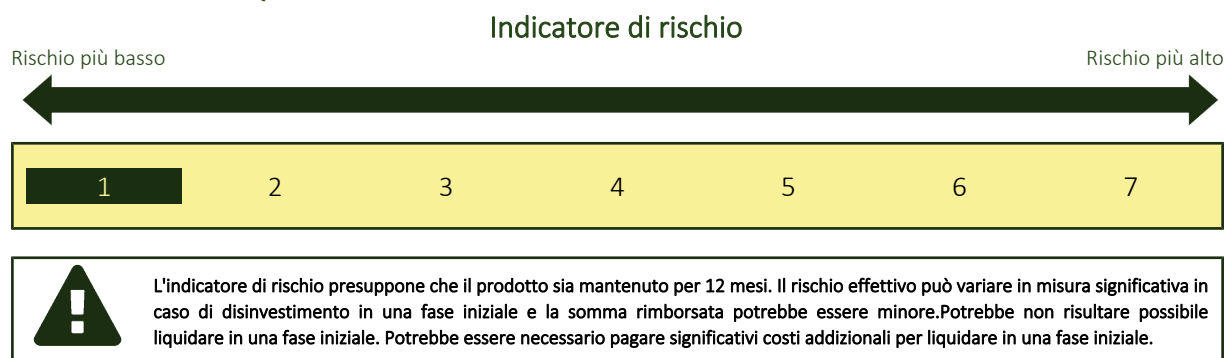 Indicatore di rischio
Rischio più basso
Rischio più alto
1 2 3 4 5 6 7
L'indicatore di rischio presuppone che il prodotto sia mantenuto per 12 mesi. Il rischio effettivo può variare in misura significativa in
caso di disinvestimento in una fase iniziale e la somma rimborsata potrebbe essere minore.Potrebbe non risultare possibile
liquidare in una fase iniziale. Potrebbe essere necessario pagare significativi costi addizionali per liquidare in una fase iniziale.